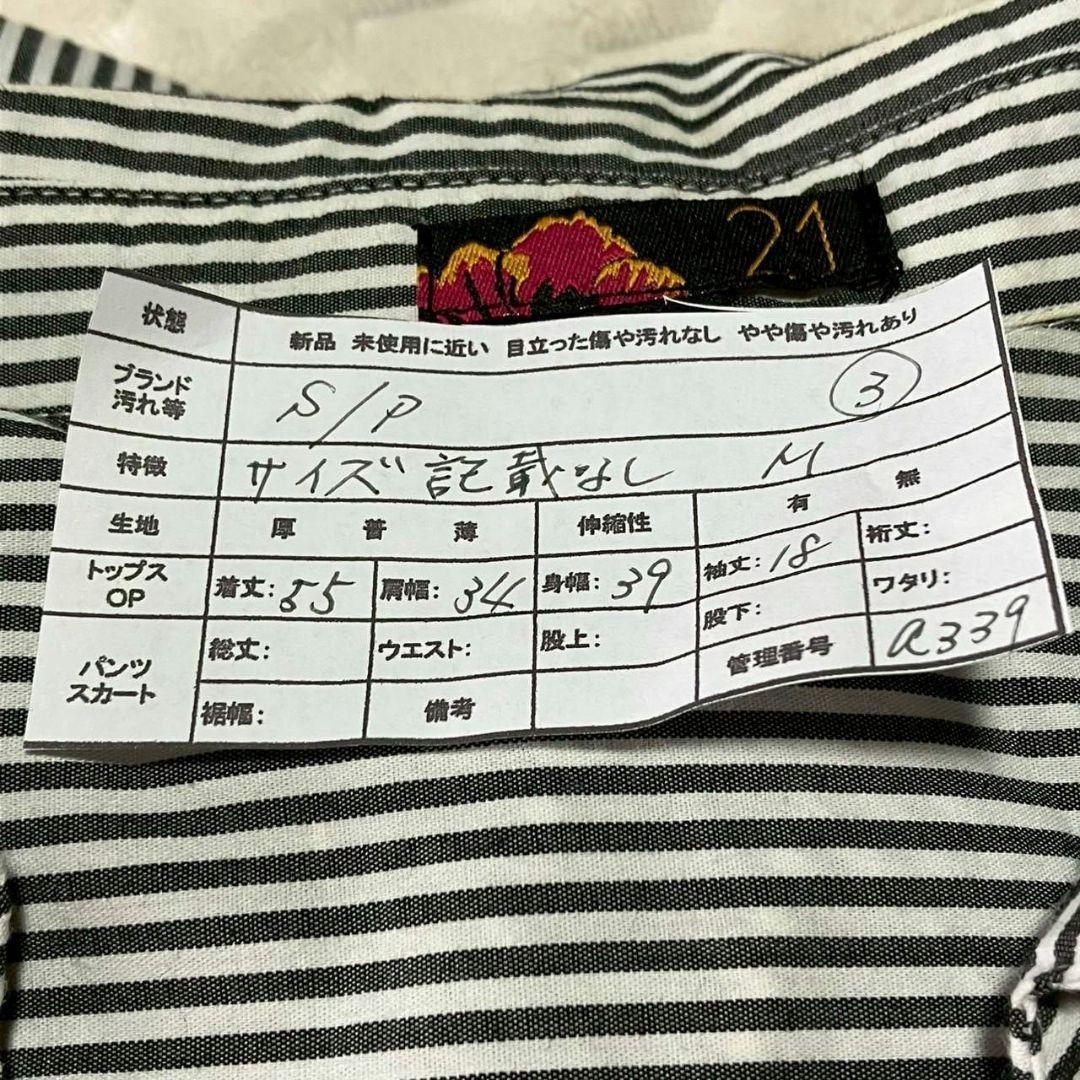 21
状態 新品 未使用に近い 目立った傷や汚れなし やや傷や汚れあり
ブランド
汚れ等 S/P ③
特徴 サイズ記載なし M
生地 厚 普 薄 伸縮性 有 無
トップス
OP 着丈:55 肩幅:34 身幅:39 袖丈:18 裄丈:
パンツ
スカート 総丈: ウエスト: 股上: 股下: ワタリ:
裾幅: 備考 管理番号 a339